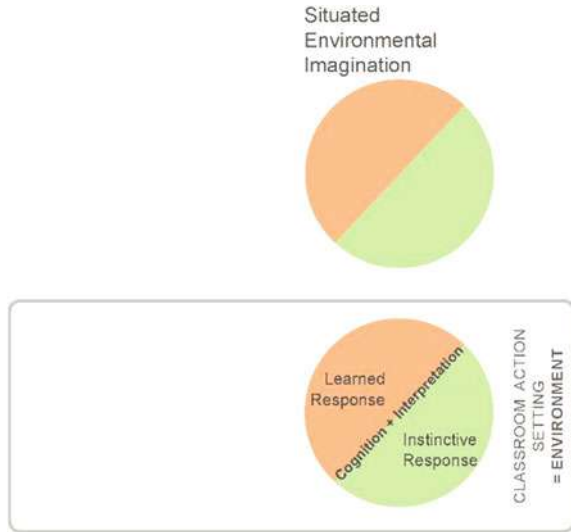 Situated
Environmental
Imagination
Learned
Response
Cognition + Interpretation
Instinctive
Response
CLASSROOM ACTION
SETTING
= ENVIRONMENT